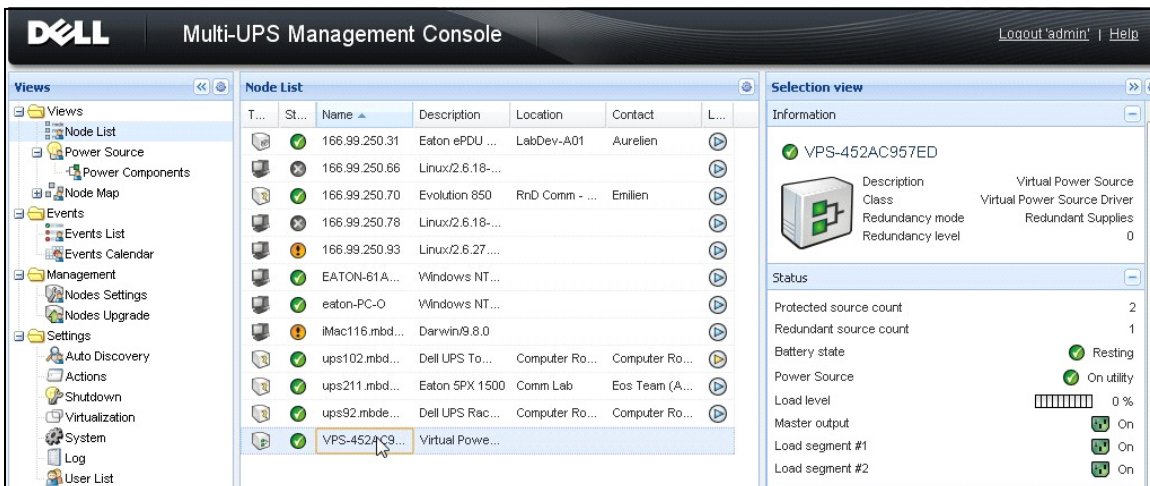 DELL Multi-UPS Management Console Logout 'admin' | Help
Views
Views
Node List
Power Source
Power Components
Node Map
Events
Events List
Events Calendar
Management
Nodes Settings
Nodes Upgrade
Settings
Auto Discovery
Actions
Shutdown
Virtualization
System
Log
User List
Node List
T... St... Name Description Location Contact L...
166.99.250.31 Eaton ePDU ... LabDev-A01 Aurelien
166.99.250.66 Linux/2.6.18-...
166.99.250.70 Evolution 850 RnD Comm - ... Emilien
166.99.250.78 Linux/2.6.18-...
166.99.250.93 Linux/2.6.27....
EATON-61A... Windows NT...
eaton-PC-O Windows NT...
iMac116.mbd... Darwin/9.8.0
ups102.mbd... Dell UPS To... Computer Ro... Computer Ro...
ups211.mbd... Eaton 5PX 1500 Comm Lab Eos Team (A...
ups92.mbde... Dell UPS Rac... Computer Ro... Computer Ro...
VPS-452AC9... Virtual Powe...
Selection view
Information
VPS-452AC957ED
Description Virtual Power Source
Class Virtual Power Source Driver
Redundancy mode Redundant Supplies
Redundancy level 0
Status
Protected source count 2
Redundant source count 1
Battery state Resting
Power Source On utility
Load level 0 %
Master output On
Load segment #1 On
Load segment #2 On